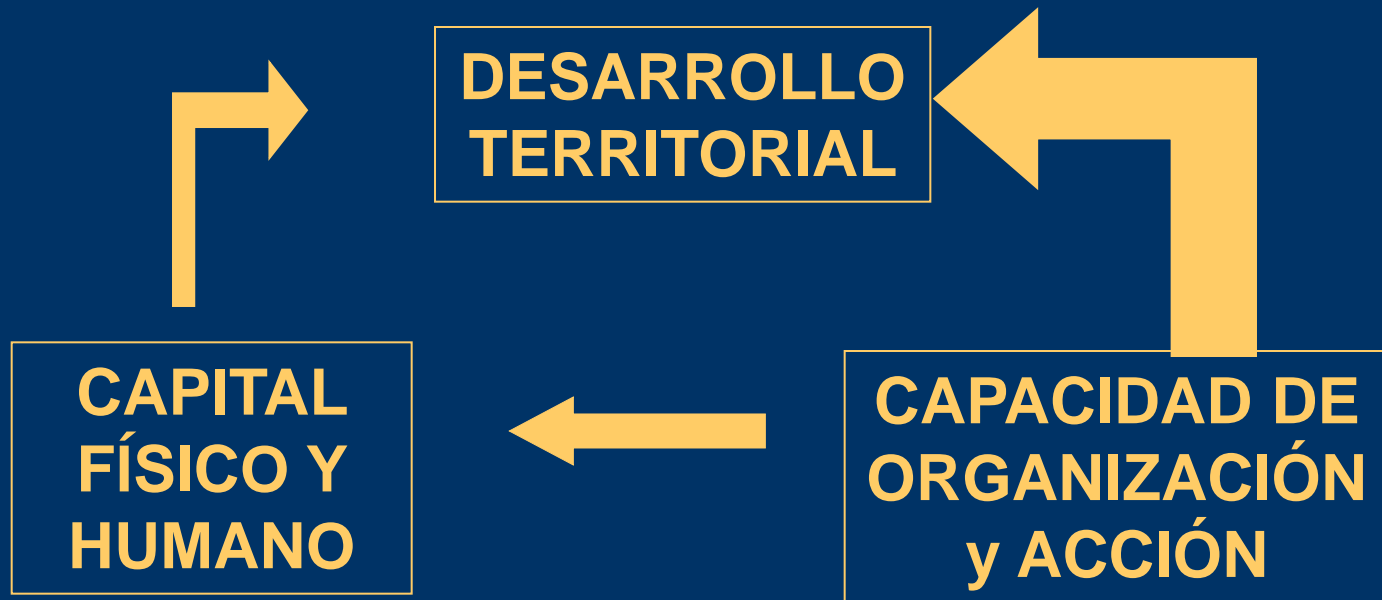 DESARROLLO
TERRITORIAL
CAPITAL
FÍSICO Y
HUMANO
CAPACIDAD DE
ORGANIZACIÓN
y ACCIÓN